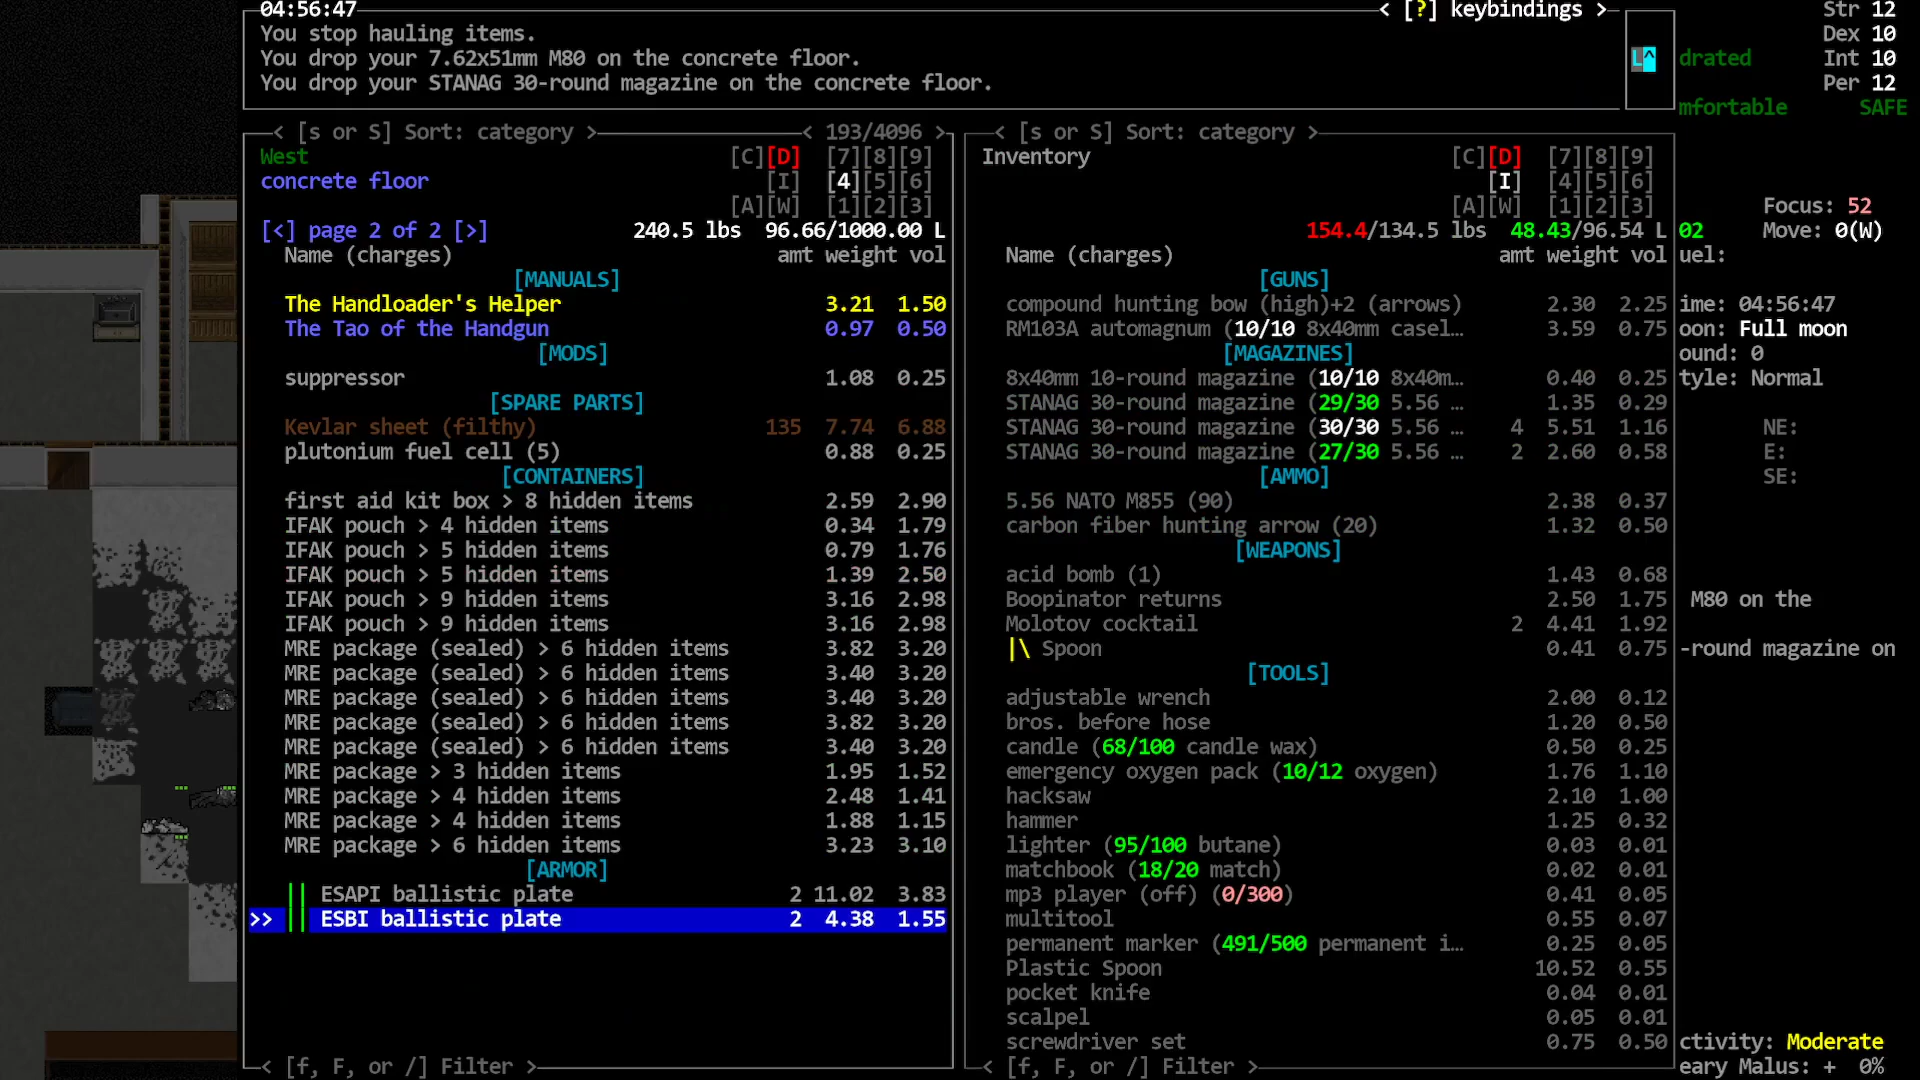 04:56:47
< [?] keybindings >
You stop hauling items.
You drop your 7.62x51mm M80 on the concrete floor.
You drop your STANAG 30-round magazine on the concrete floor.
L^
drated
mfortable SAFE
Str 12
Dex 10
Int 10
Per 12
< [s or S] Sort: category > < 193/4096 >
West [C][D] [7][8][9]
concrete floor [I] [4][5][6]
[A][W] [1][2][3]
[<] page 2 of 2 [>] 240.5 lbs 96.66/1000.00 L
Name (charges) amt weight vol
[MANUALS]
The Handloader's Helper 3.21 1.50
The Tao of the Handgun 0.97 0.50
[MODS]
suppressor 1.08 0.25
[SPARE PARTS]
Kevlar sheet (filthy) 135 7.74 6.88
plutonium fuel cell (5) 0.88 0.25
[CONTAINERS]
first aid kit box > 8 hidden items 2.59 2.90
IFAK pouch > 4 hidden items 0.34 1.79
IFAK pouch > 5 hidden items 0.79 1.76
IFAK pouch > 5 hidden items 1.39 2.50
IFAK pouch > 9 hidden items 3.16 2.98
IFAK pouch > 9 hidden items 3.16 2.98
MRE package (sealed) > 6 hidden items 3.82 3.20
MRE package (sealed) > 6 hidden items 3.40 3.20
MRE package (sealed) > 6 hidden items 3.40 3.20
MRE package (sealed) > 6 hidden items 3.82 3.20
MRE package (sealed) > 6 hidden items 3.40 3.20
MRE package > 3 hidden items 1.95 1.52
MRE package > 4 hidden items 2.48 1.41
MRE package > 4 hidden items 1.88 1.15
MRE package > 6 hidden items 3.23 3.10
[ARMOR]
|| ESAPI ballistic plate 2 11.02 3.83
>> || ESBI ballistic plate 2 4.38 1.55
< [f, F, or /] Filter >
< [s or S] Sort: category >
Inventory [C][D] [7][8][9]
[I] [4][5][6]
[A][W] [1][2][3]
154.4/134.5 lbs 48.43/96.54 L
Name (charges) amt weight vol
[GUNS]
compound hunting bow (high)+2 (arrows) 2.30 2.25
RM103A automagnum (10/10 8x40mm casel… 3.59 0.75
[MAGAZINES]
8x40mm 10-round magazine (10/10 8x40m… 0.40 0.25
STANAG 30-round magazine (29/30 5.56 … 1.35 0.29
STANAG 30-round magazine (30/30 5.56 … 4 5.51 1.16
STANAG 30-round magazine (27/30 5.56 … 2 2.60 0.58
[AMMO]
5.56 NATO M855 (90) 2.38 0.37
carbon fiber hunting arrow (20) 1.32 0.50
[WEAPONS]
acid bomb (1) 1.43 0.68
Boopinator returns 2.50 1.75
Molotov cocktail 2 4.41 1.92
|\ Spoon 0.41 0.75
[TOOLS]
adjustable wrench 2.00 0.12
bros. before hose 1.20 0.50
candle (68/100 candle wax) 0.50 0.25
emergency oxygen pack (10/12 oxygen) 1.76 1.10
hacksaw 2.10 1.00
hammer 1.25 0.32
lighter (95/100 butane) 0.03 0.01
matchbook (18/20 match) 0.02 0.01
mp3 player (off) (0/300) 0.41 0.05
multitool 0.55 0.07
permanent marker (491/500 permanent i… 0.25 0.05
Plastic Spoon 10.52 0.55
pocket knife 0.04 0.01
scalpel 0.05 0.01
screwdriver set 0.75 0.50
< [f, F, or /] Filter >
Focus: 52
02 Move: 0(W)
uel:
ime: 04:56:47
oon: Full moon
ound: 0
tyle: Normal
NE:
E:
SE:
M80 on the
-round magazine on
ctivity: Moderate
eary Malus: + 0%